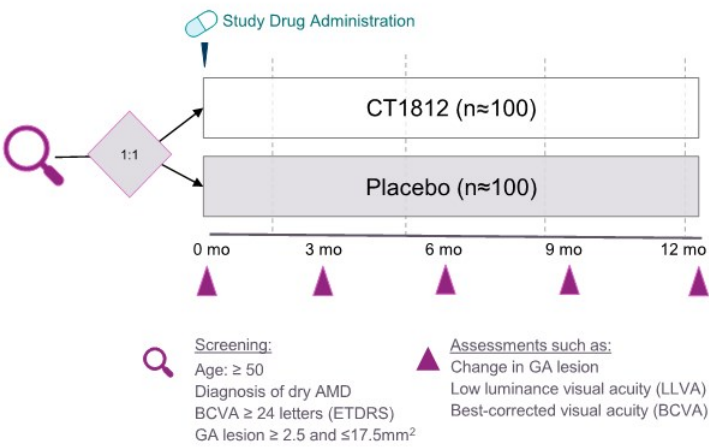 Study Drug Administration
CT1812 (n≈100)
1:1
Placebo (n≈100)
0 mo 3 mo 6 mo 9 mo 12 mo
Screening:
Age: ≥ 50
Diagnosis of dry AMD
BCVA ≥ 24 letters (ETDRS)
GA lesion ≥ 2.5 and ≤17.5mm²
Assessments such as:
Change in GA lesion
Low luminance visual acuity (LLVA)
Best-corrected visual acuity (BCVA)